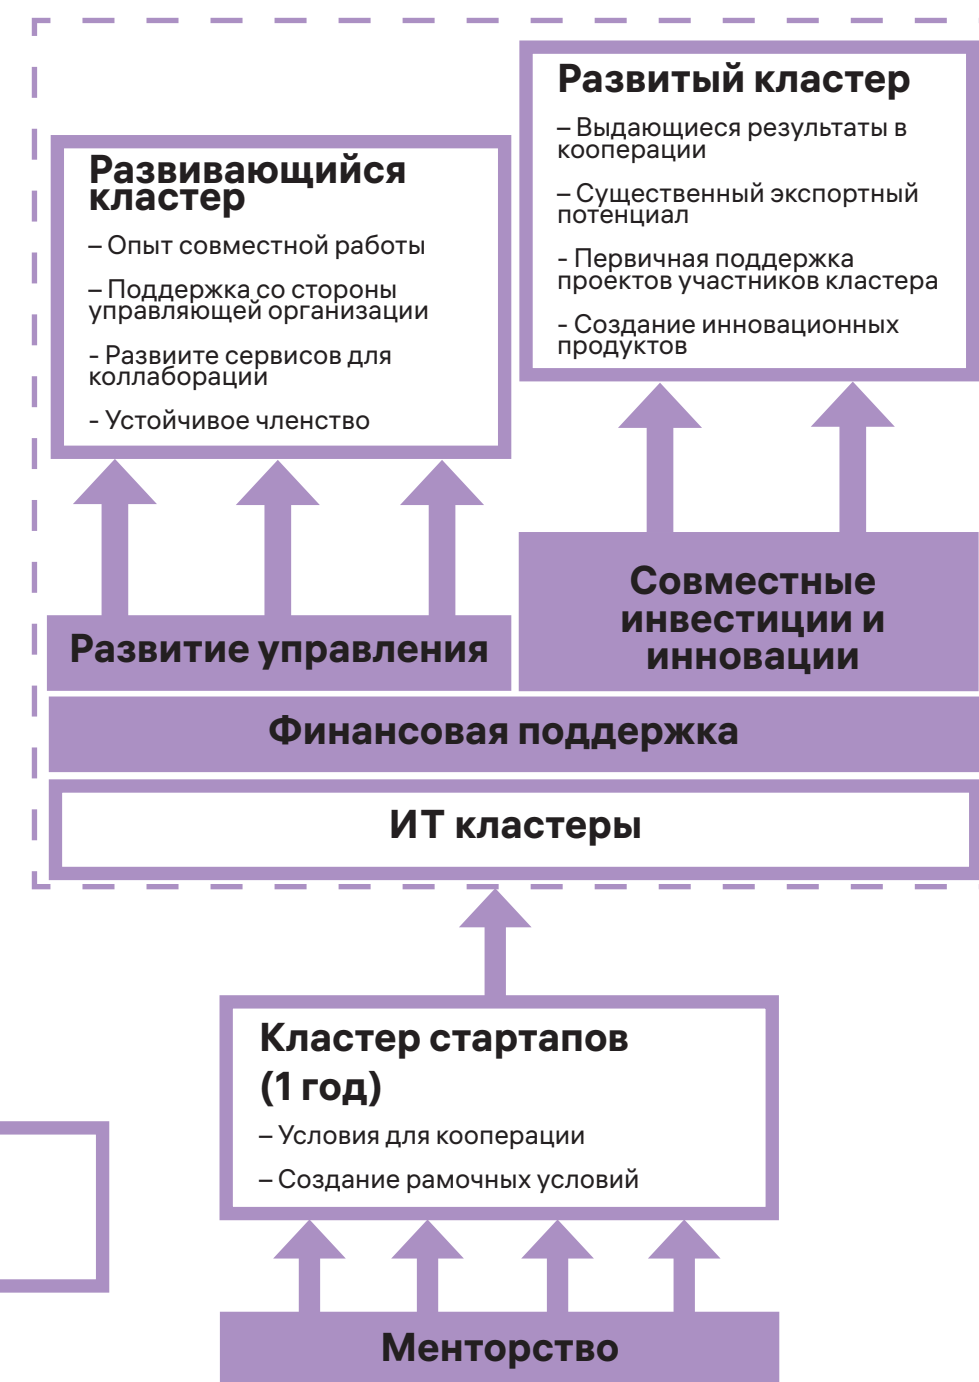 Развитый кластер
– Выдающиеся результаты в
кооперации
– Существенный экспортный
потенциал
- Первичная поддержка
проектов участников кластера
- Создание инновационных
продуктов
Развивающийся
кластер
– Опыт совместной работы
– Поддержка со стороны
управляющей организации
- Развиите сервисов для
коллаборации
- Устойчивое членство
Совместные
инвестиции и
инновации
Развитие управления
Финансовая поддержка
ИТ кластеры
Кластер стартапов
(1 год)
– Условия для кооперации
– Создание рамочных условий
Менторство